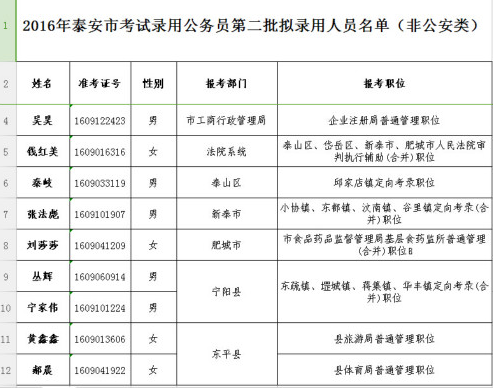 1 2016年泰安市考试录用公务员第二批拟录用人员名单（非公安类）
2 姓名 准考证号 性别 报考部门 报考职位
4 吴昊 1609122423 男 市工商行政管理局 企业注册局普通管理职位
5 钱红美 1609016316 女 法院系统 泰山区、岱岳区、新泰市、肥城市人民法院审
判执行辅助(合并)职位
6 秦岐 1609033119 男 泰山区 邱家店镇定向考录职位
7 张法彪 1609101907 男 新泰市 小协镇、东都镇、汶南镇、谷里镇定向考录(合
并)职位
8 刘莎莎 1609041209 女 肥城市 市食品药品监督管理局基层食药监所普通管理
(合并)职位B
9 丛辉 1609060914 男 宁阳县 东疏镇、堽城镇、蒋集镇、华丰镇定向考录(合
并)职位
10 宁家伟 1609101224 男
11 黄鑫鑫 1609013606 女 东平县 县旅游局普通管理职位
12 郝晨 1609041922 女 县体育局普通管理职位